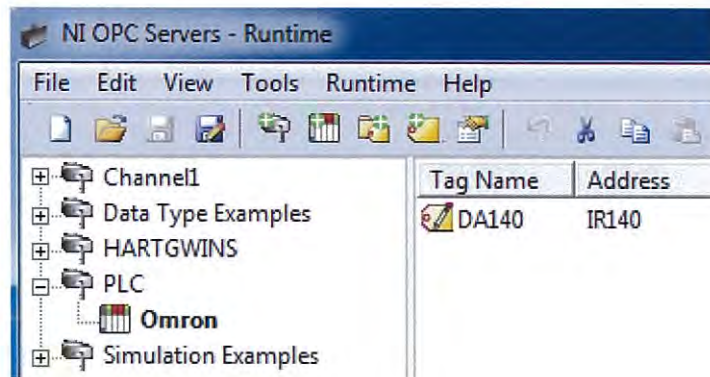 NI OPC Servers - Runtime
File Edit View Tools Runtime Help
Channel1
Data Type Examples
HARTGWINS
PLC
Omron
Simulation Examples
Tag Name Address
DA140 IR140